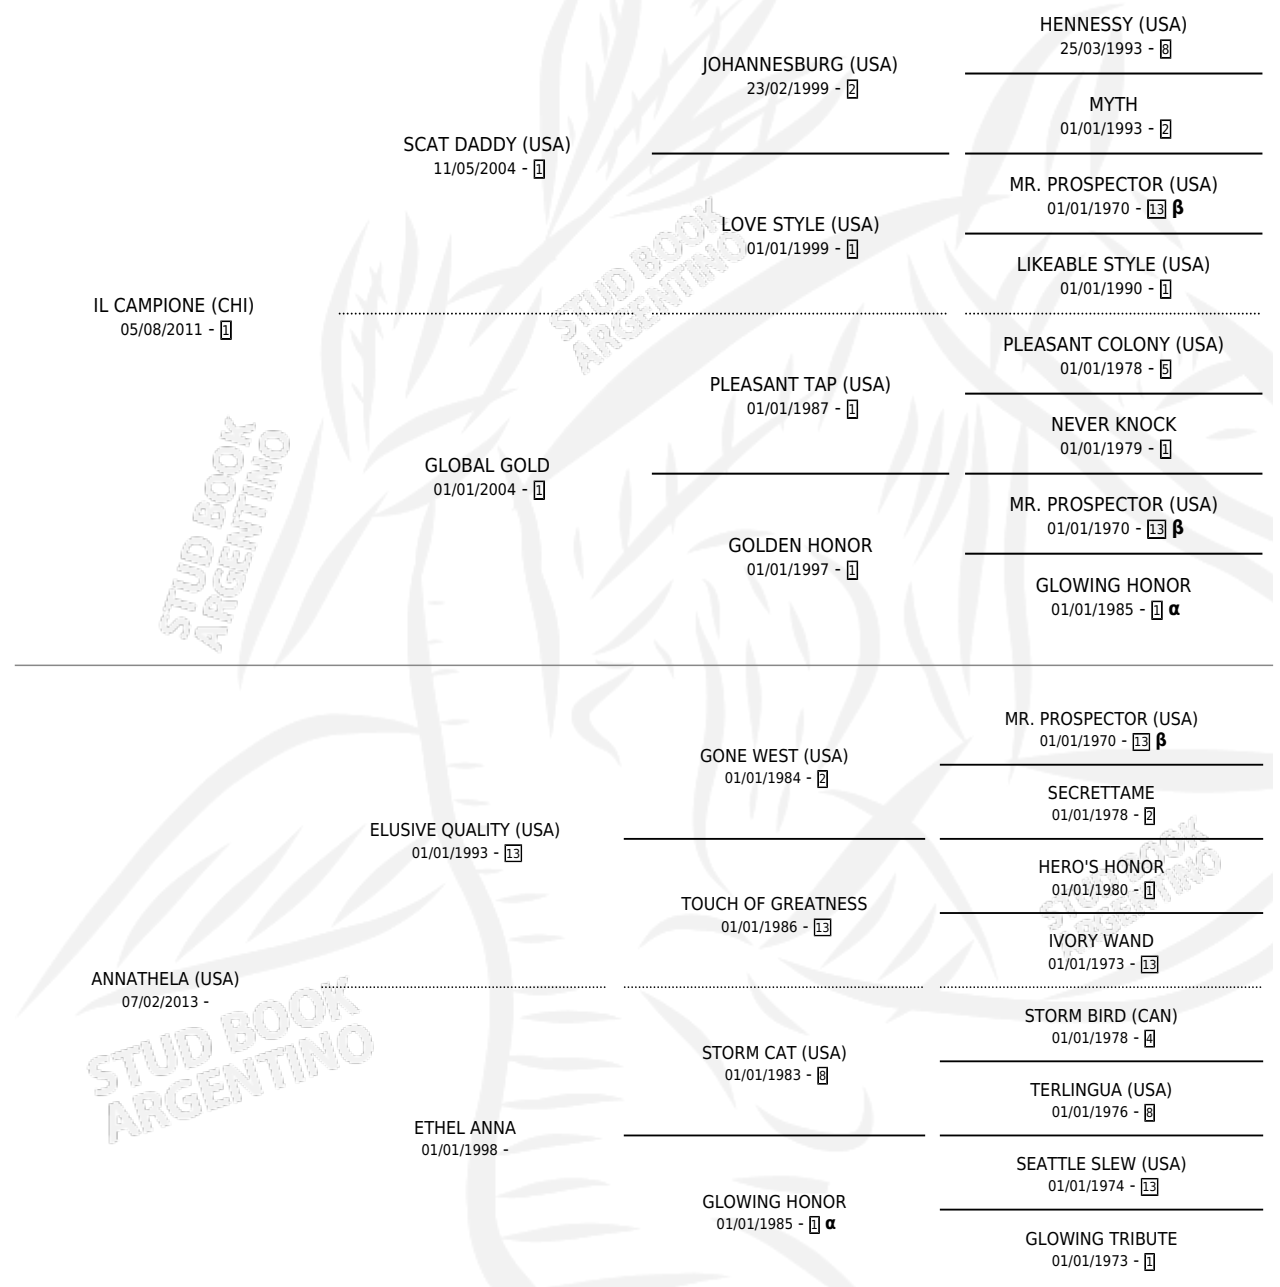 HENNESSY (USA)
25/03/1993 - 8
JOHANNESBURG (USA)
23/02/1999 - 2
MYTH
01/01/1993 - 2
SCAT DADDY (USA)
11/05/2004 - 1
MR. PROSPECTOR (USA)
01/01/1970 - 13 β
LOVE STYLE (USA)
01/01/1999 - 1
LIKEABLE STYLE (USA)
01/01/1990 - 1
IL CAMPIONE (CHI)
05/08/2011 - 1
PLEASANT COLONY (USA)
01/01/1978 - 5
PLEASANT TAP (USA)
01/01/1987 - 1
NEVER KNOCK
01/01/1979 - 1
GLOBAL GOLD
01/01/2004 - 1
MR. PROSPECTOR (USA)
01/01/1970 - 13 β
GOLDEN HONOR
01/01/1997 - 1
GLOWING HONOR
01/01/1985 - 1 α
MR. PROSPECTOR (USA)
01/01/1970 - 13 β
GONE WEST (USA)
01/01/1984 - 2
SECRETTAME
01/01/1978 - 2
ELUSIVE QUALITY (USA)
01/01/1993 - 13
HERO'S HONOR
01/01/1980 - 1
TOUCH OF GREATNESS
01/01/1986 - 13
IVORY WAND
01/01/1973 - 13
ANNATHELA (USA)
07/02/2013 -
STORM BIRD (CAN)
01/01/1978 - 4
STORM CAT (USA)
01/01/1983 - 8
TERLINGUA (USA)
01/01/1976 - 8
ETHEL ANNA
01/01/1998 -
SEATTLE SLEW (USA)
01/01/1974 - 13
GLOWING HONOR
01/01/1985 - 1 α
GLOWING TRIBUTE
01/01/1973 - 1
STUD BOOK
ARGENTINO
STUD BOOK
ARGENTINO
STUD BOOK
ARGENTINO
STUD BOOK
ARGENTINO